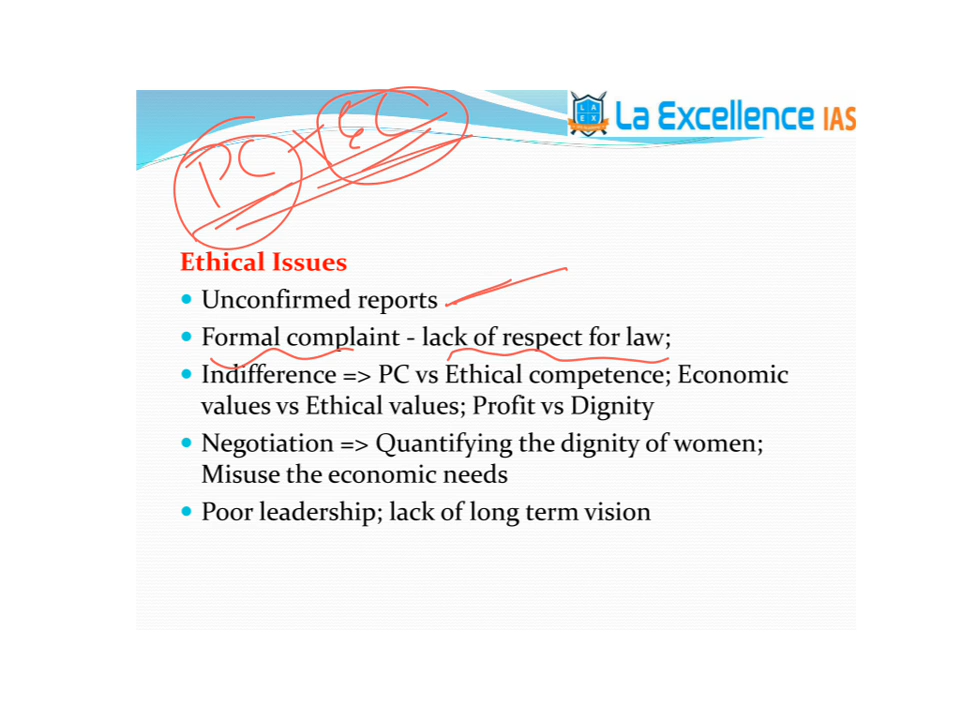 La Excellence IAS
L A
E X
PC + EC
Ethical Issues
• Unconfirmed reports
• Formal complaint - lack of respect for law;
• Indifference => PC vs Ethical competence; Economic
values vs Ethical values; Profit vs Dignity
• Negotiation => Quantifying the dignity of women;
Misuse the economic needs
• Poor leadership; lack of long term vision